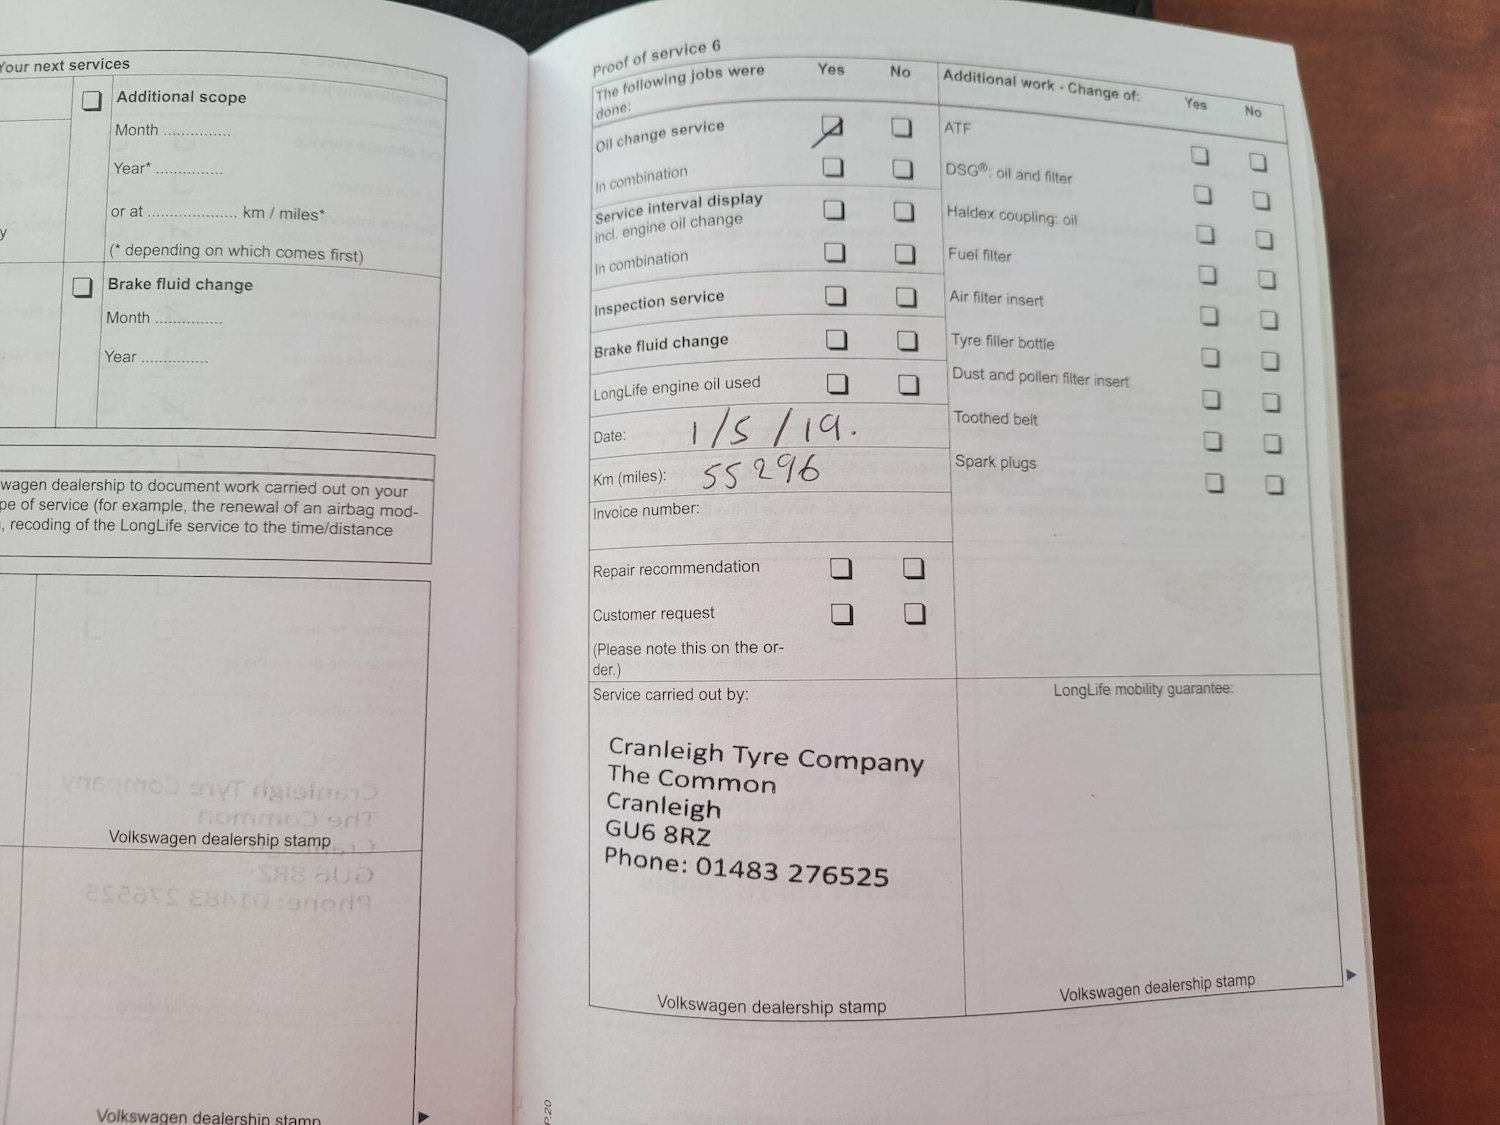 Your next services
Additional scope
Month ..............
Year* ..............
or at ................... km / miles*
(* depending on which comes first)
Brake fluid change
Month ..............
Year ..............
wagen dealership to document work carried out on your
pe of service (for example, the renewal of an airbag mod-
, recoding of the LongLife service to the time/distance
Volkswagen dealership stamp
Volkswagen dealership stamp
Proof of service 6
The following jobs were done: Yes No
Oil change service
In combination
Service interval display
incl. engine oil change
In combination
Inspection service
Brake fluid change
LongLife engine oil used
Date: 1/5/19.
Km (miles): 55296
Invoice number:
Repair recommendation
Customer request
(Please note this on the or-
der.)
Service carried out by:
Cranleigh Tyre Company
The Common
Cranleigh
GU6 8RZ
Phone: 01483 276525
Volkswagen dealership stamp
Additional work - Change of: Yes No
ATF
DSG®: oil and filter
Haldex coupling: oil
Fuel filter
Air filter insert
Tyre filler bottle
Dust and pollen filter insert
Toothed belt
Spark plugs
LongLife mobility guarantee:
Volkswagen dealership stamp